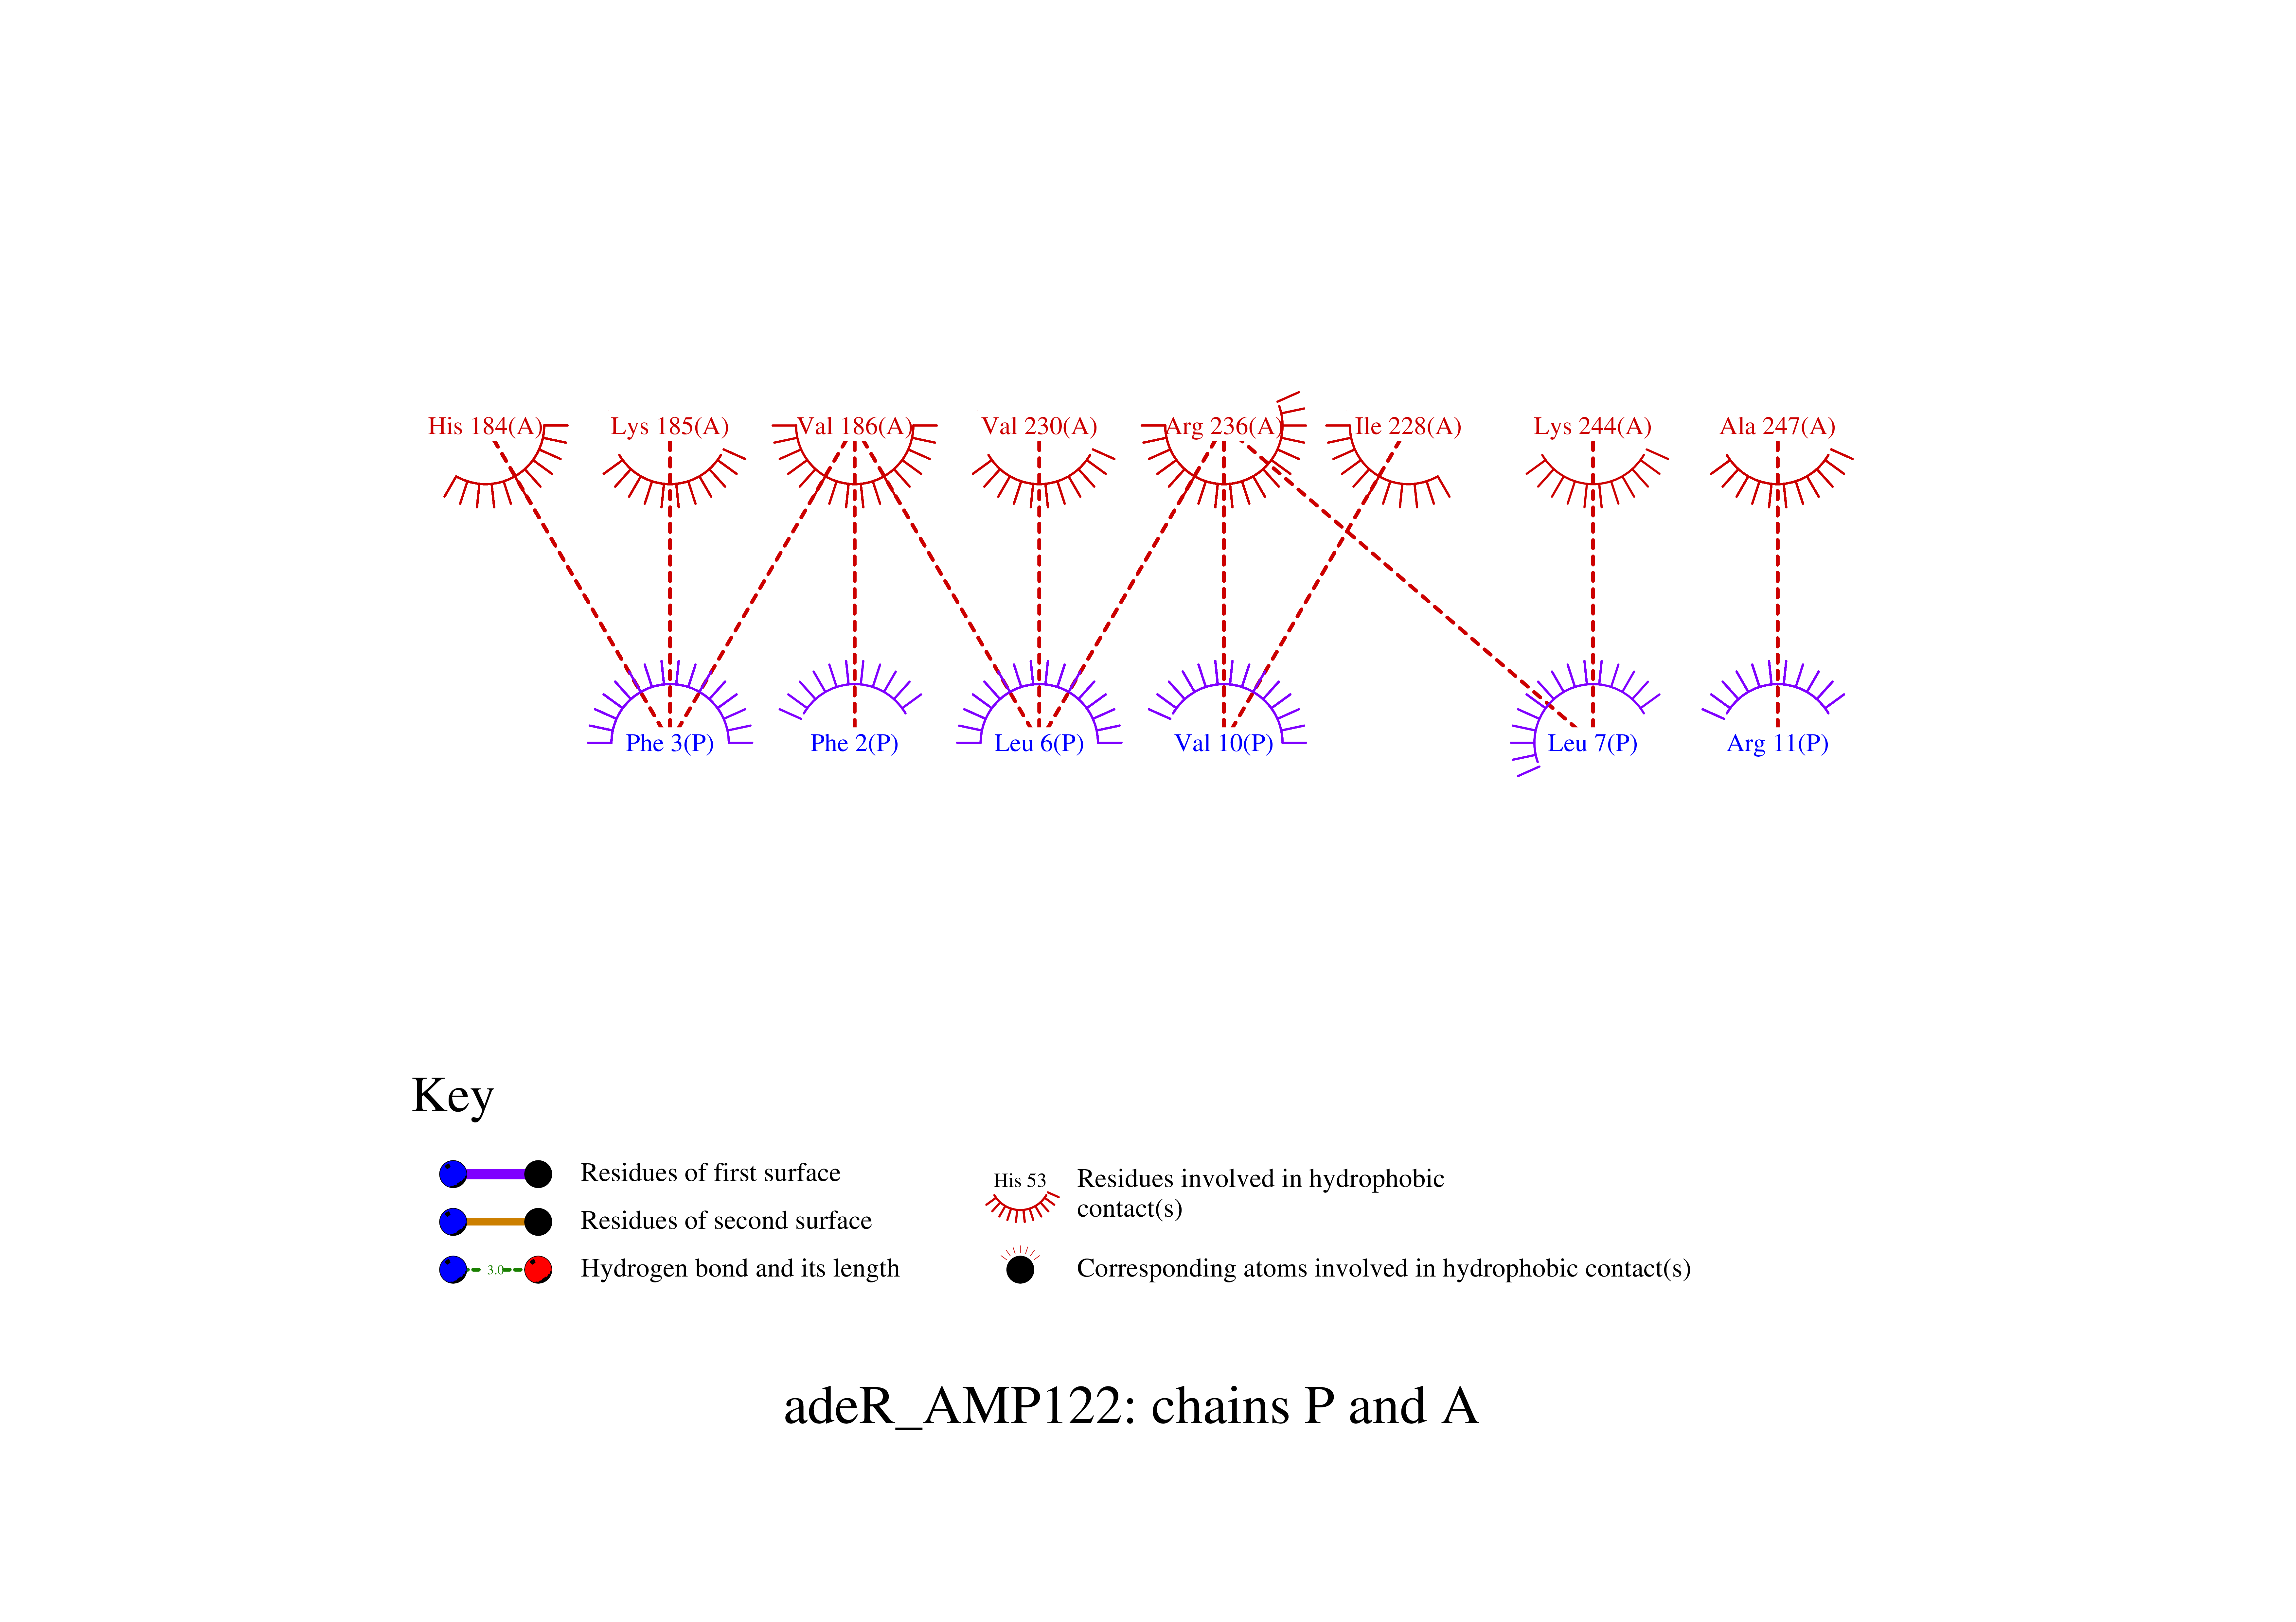 His 184(A) Lys 185(A) Val 186(A) Val 230(A) Arg 236(A) Ile 228(A) Lys 244(A) Ala 247(A)
Phe 3(P) Phe 2(P) Leu 6(P) Val 10(P) Leu 7(P) Arg 11(P)
Key
Residues of first surface
Residues of second surface
3.0 Hydrogen bond and its length
His 53 Residues involved in hydrophobic
contact(s)
Corresponding atoms involved in hydrophobic contact(s)
adeR_AMP122: chains P and A